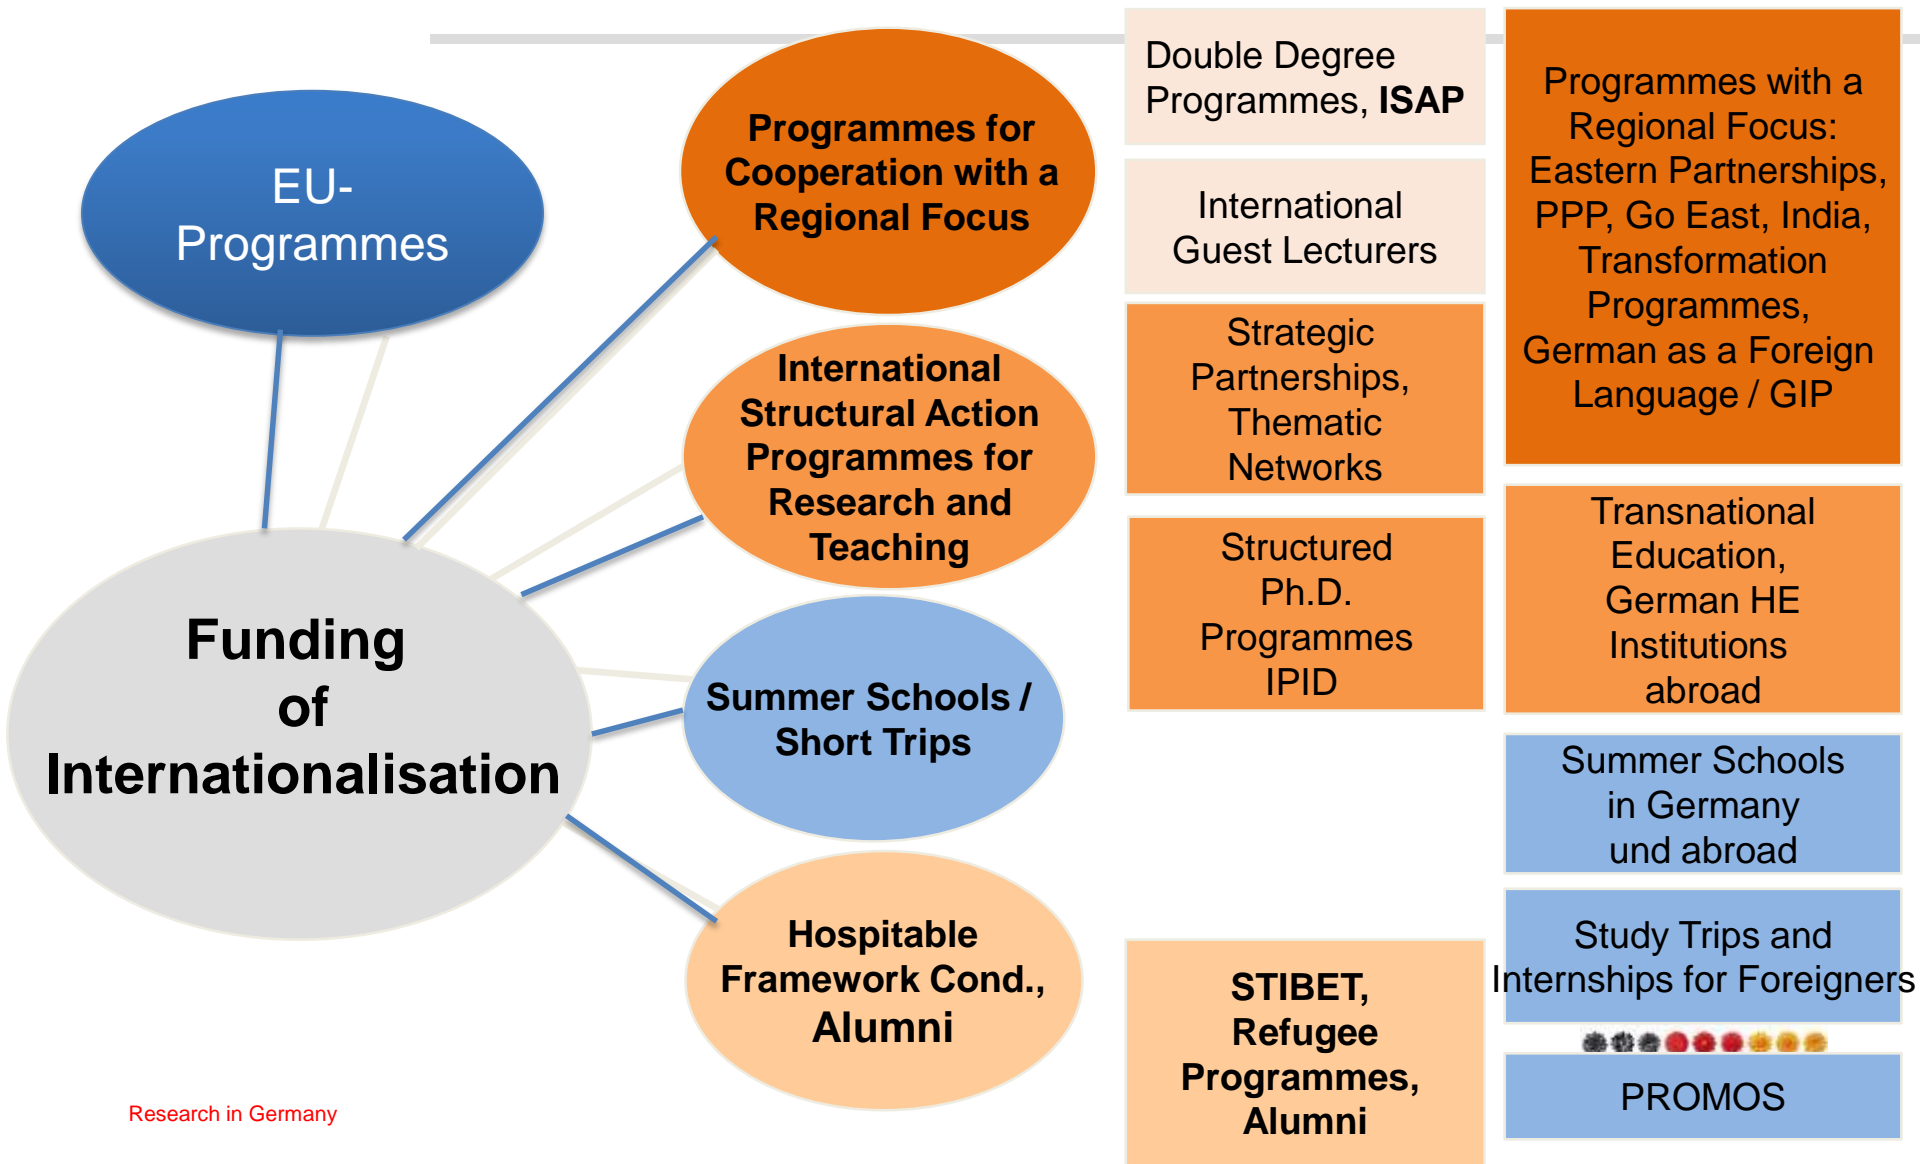 EU-
Programmes
Funding
of
Internationalisation
Programmes for
Cooperation with a
Regional Focus
International
Structural Action
Programmes for
Research and
Teaching
Summer Schools /
Short Trips
Hospitable
Framework Cond.,
Alumni
Double Degree
Programmes, ISAP
International
Guest Lecturers
Strategic
Partnerships,
Thematic
Networks
Structured
Ph.D.
Programmes
IPID
STIBET,
Refugee
Programmes,
Alumni
Programmes with a
Regional Focus:
Eastern Partnerships,
PPP, Go East, India,
Transformation
Programmes,
German as a Foreign
Language / GIP
Transnational
Education,
German HE
Institutions
abroad
Summer Schools
in Germany
und abroad
Study Trips and
Internships for Foreigners
PROMOS
Research in Germany